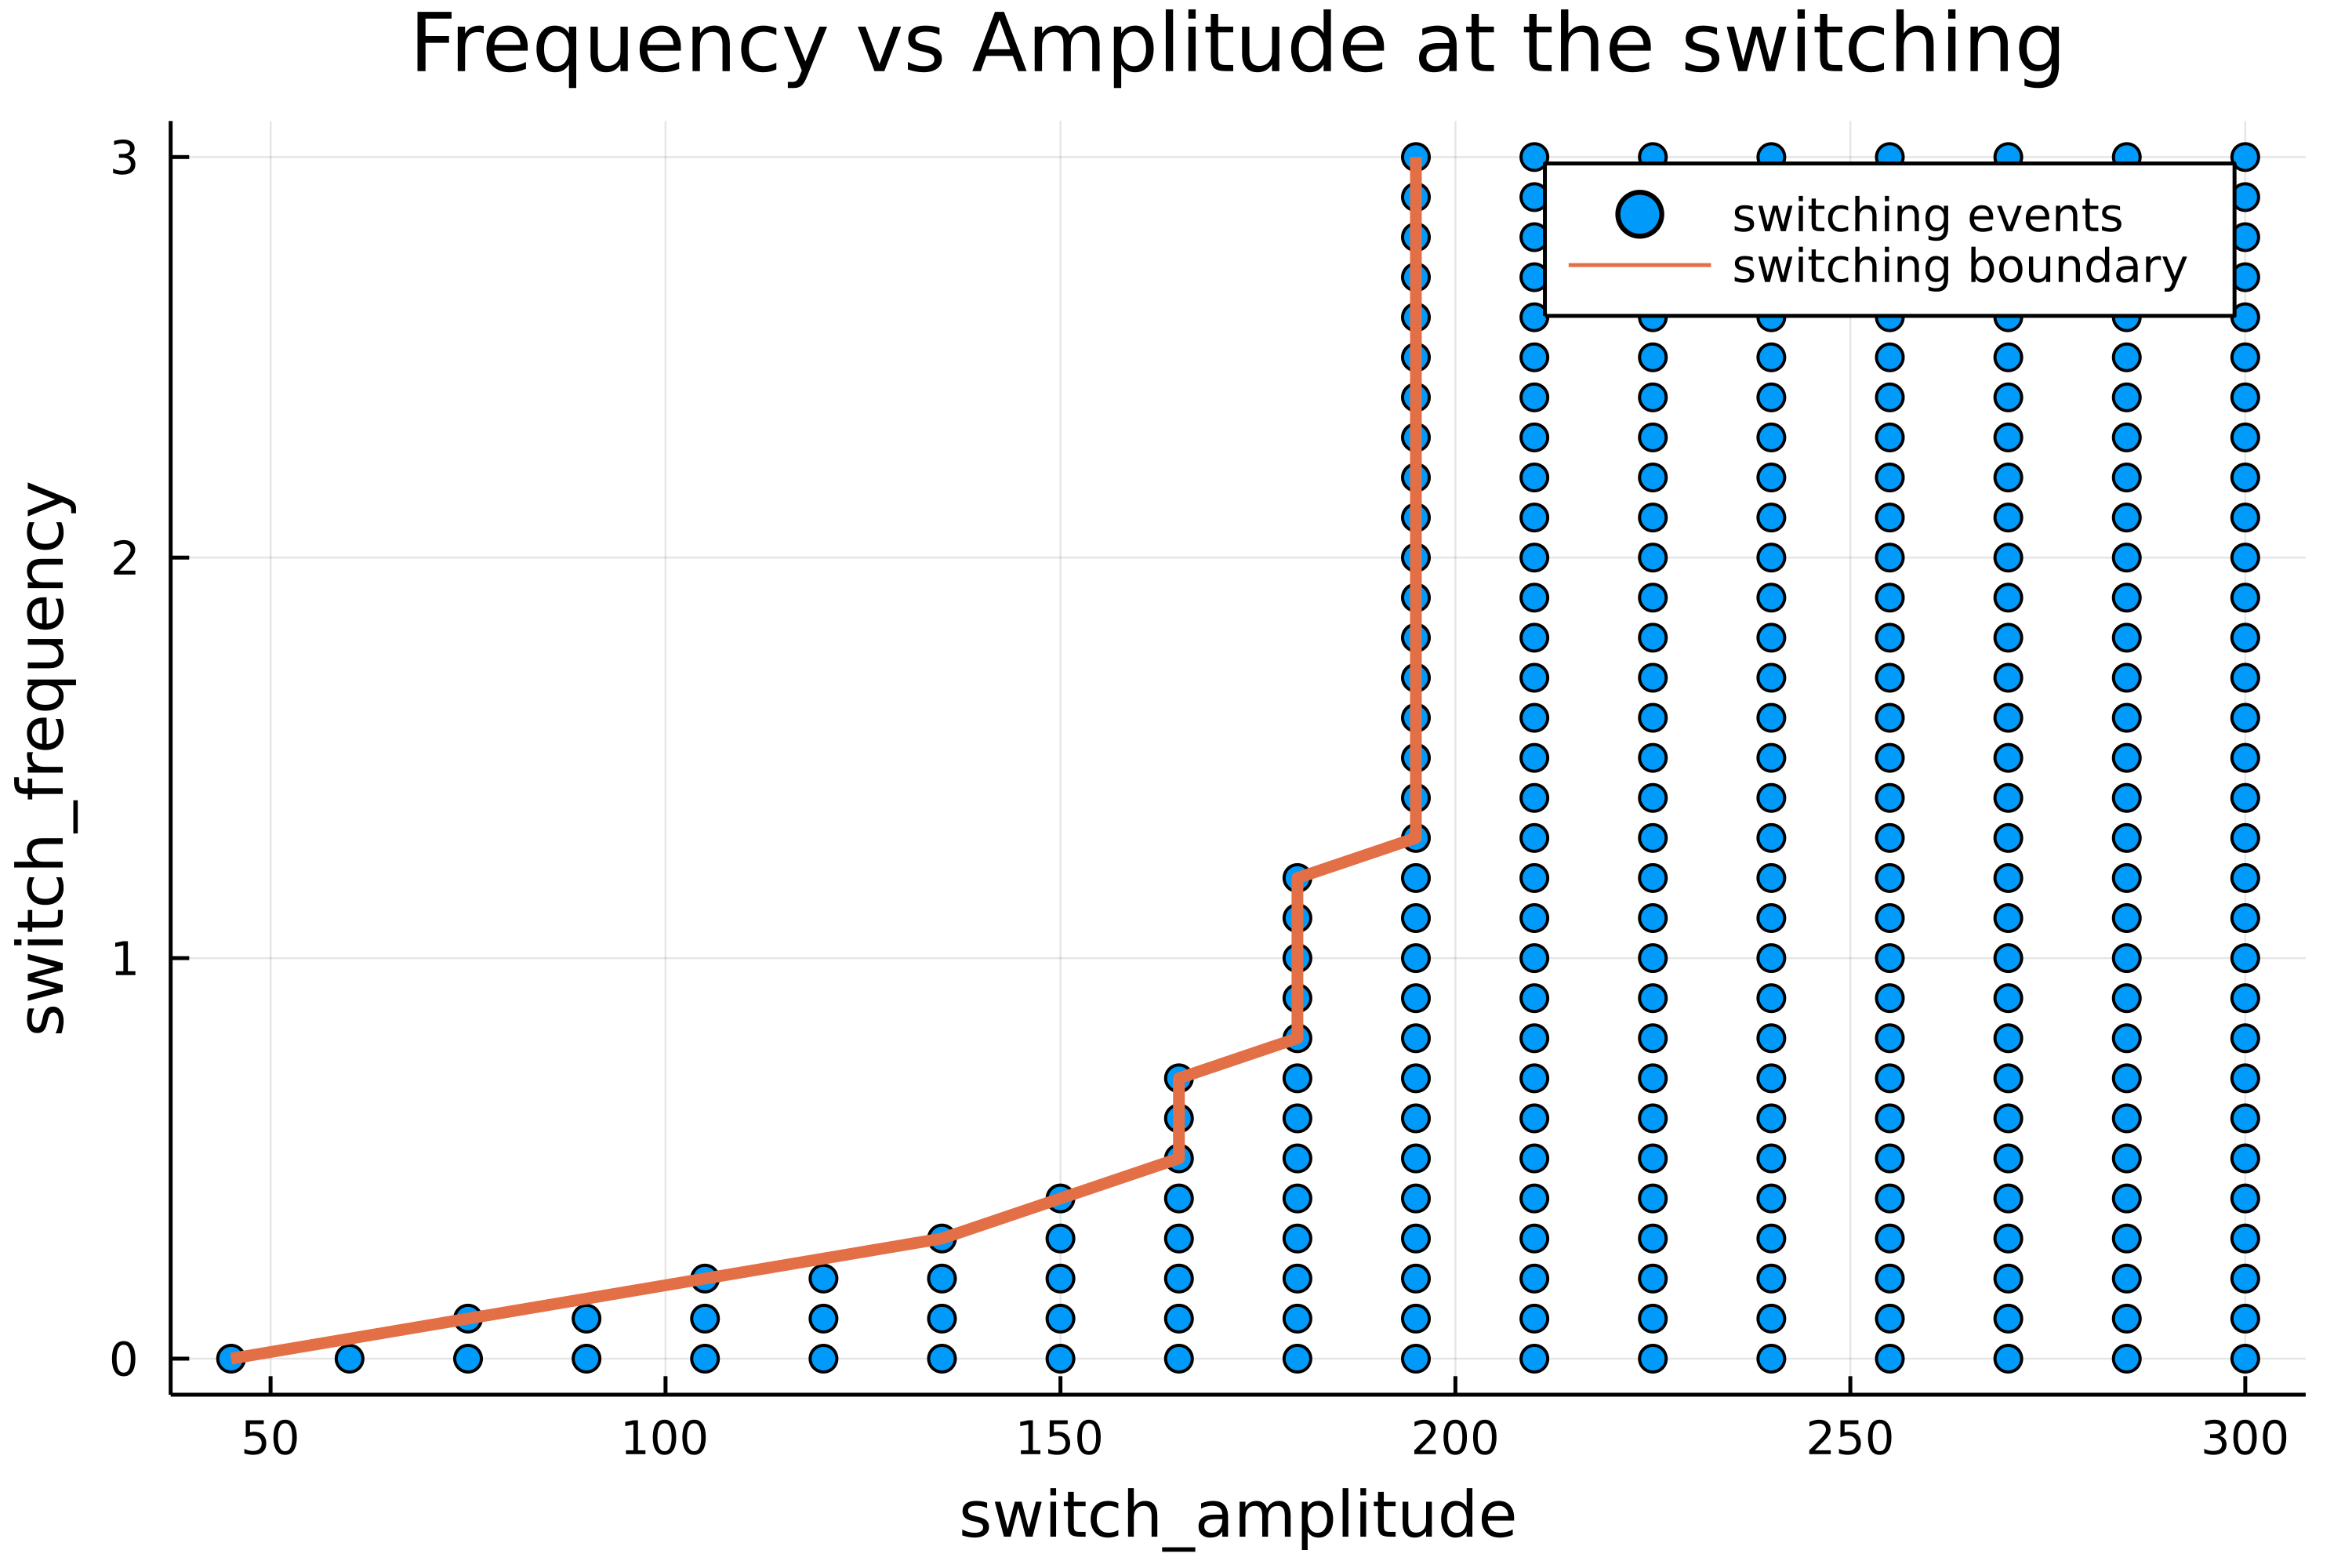 Frequency vs Amplitude at the switching
switching events
switching boundary
3
2
1
0
switch_frequency
50 100 150 200 250 300
switch_amplitude